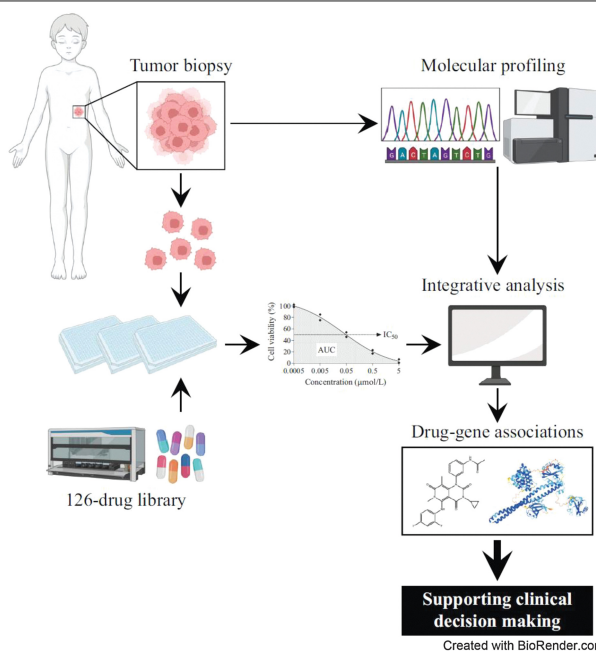 Tumor biopsy
Molecular profiling
G A C T A G T C T G
Integrative analysis
Cell viability (%)
100
80
60
40
20
0
IC50
AUC
0.0005 0.005 0.05 0.5 5
Concentration (μmol/L)
126-drug library
Drug-gene associations
Supporting clinical
decision making
Created with BioRender.com